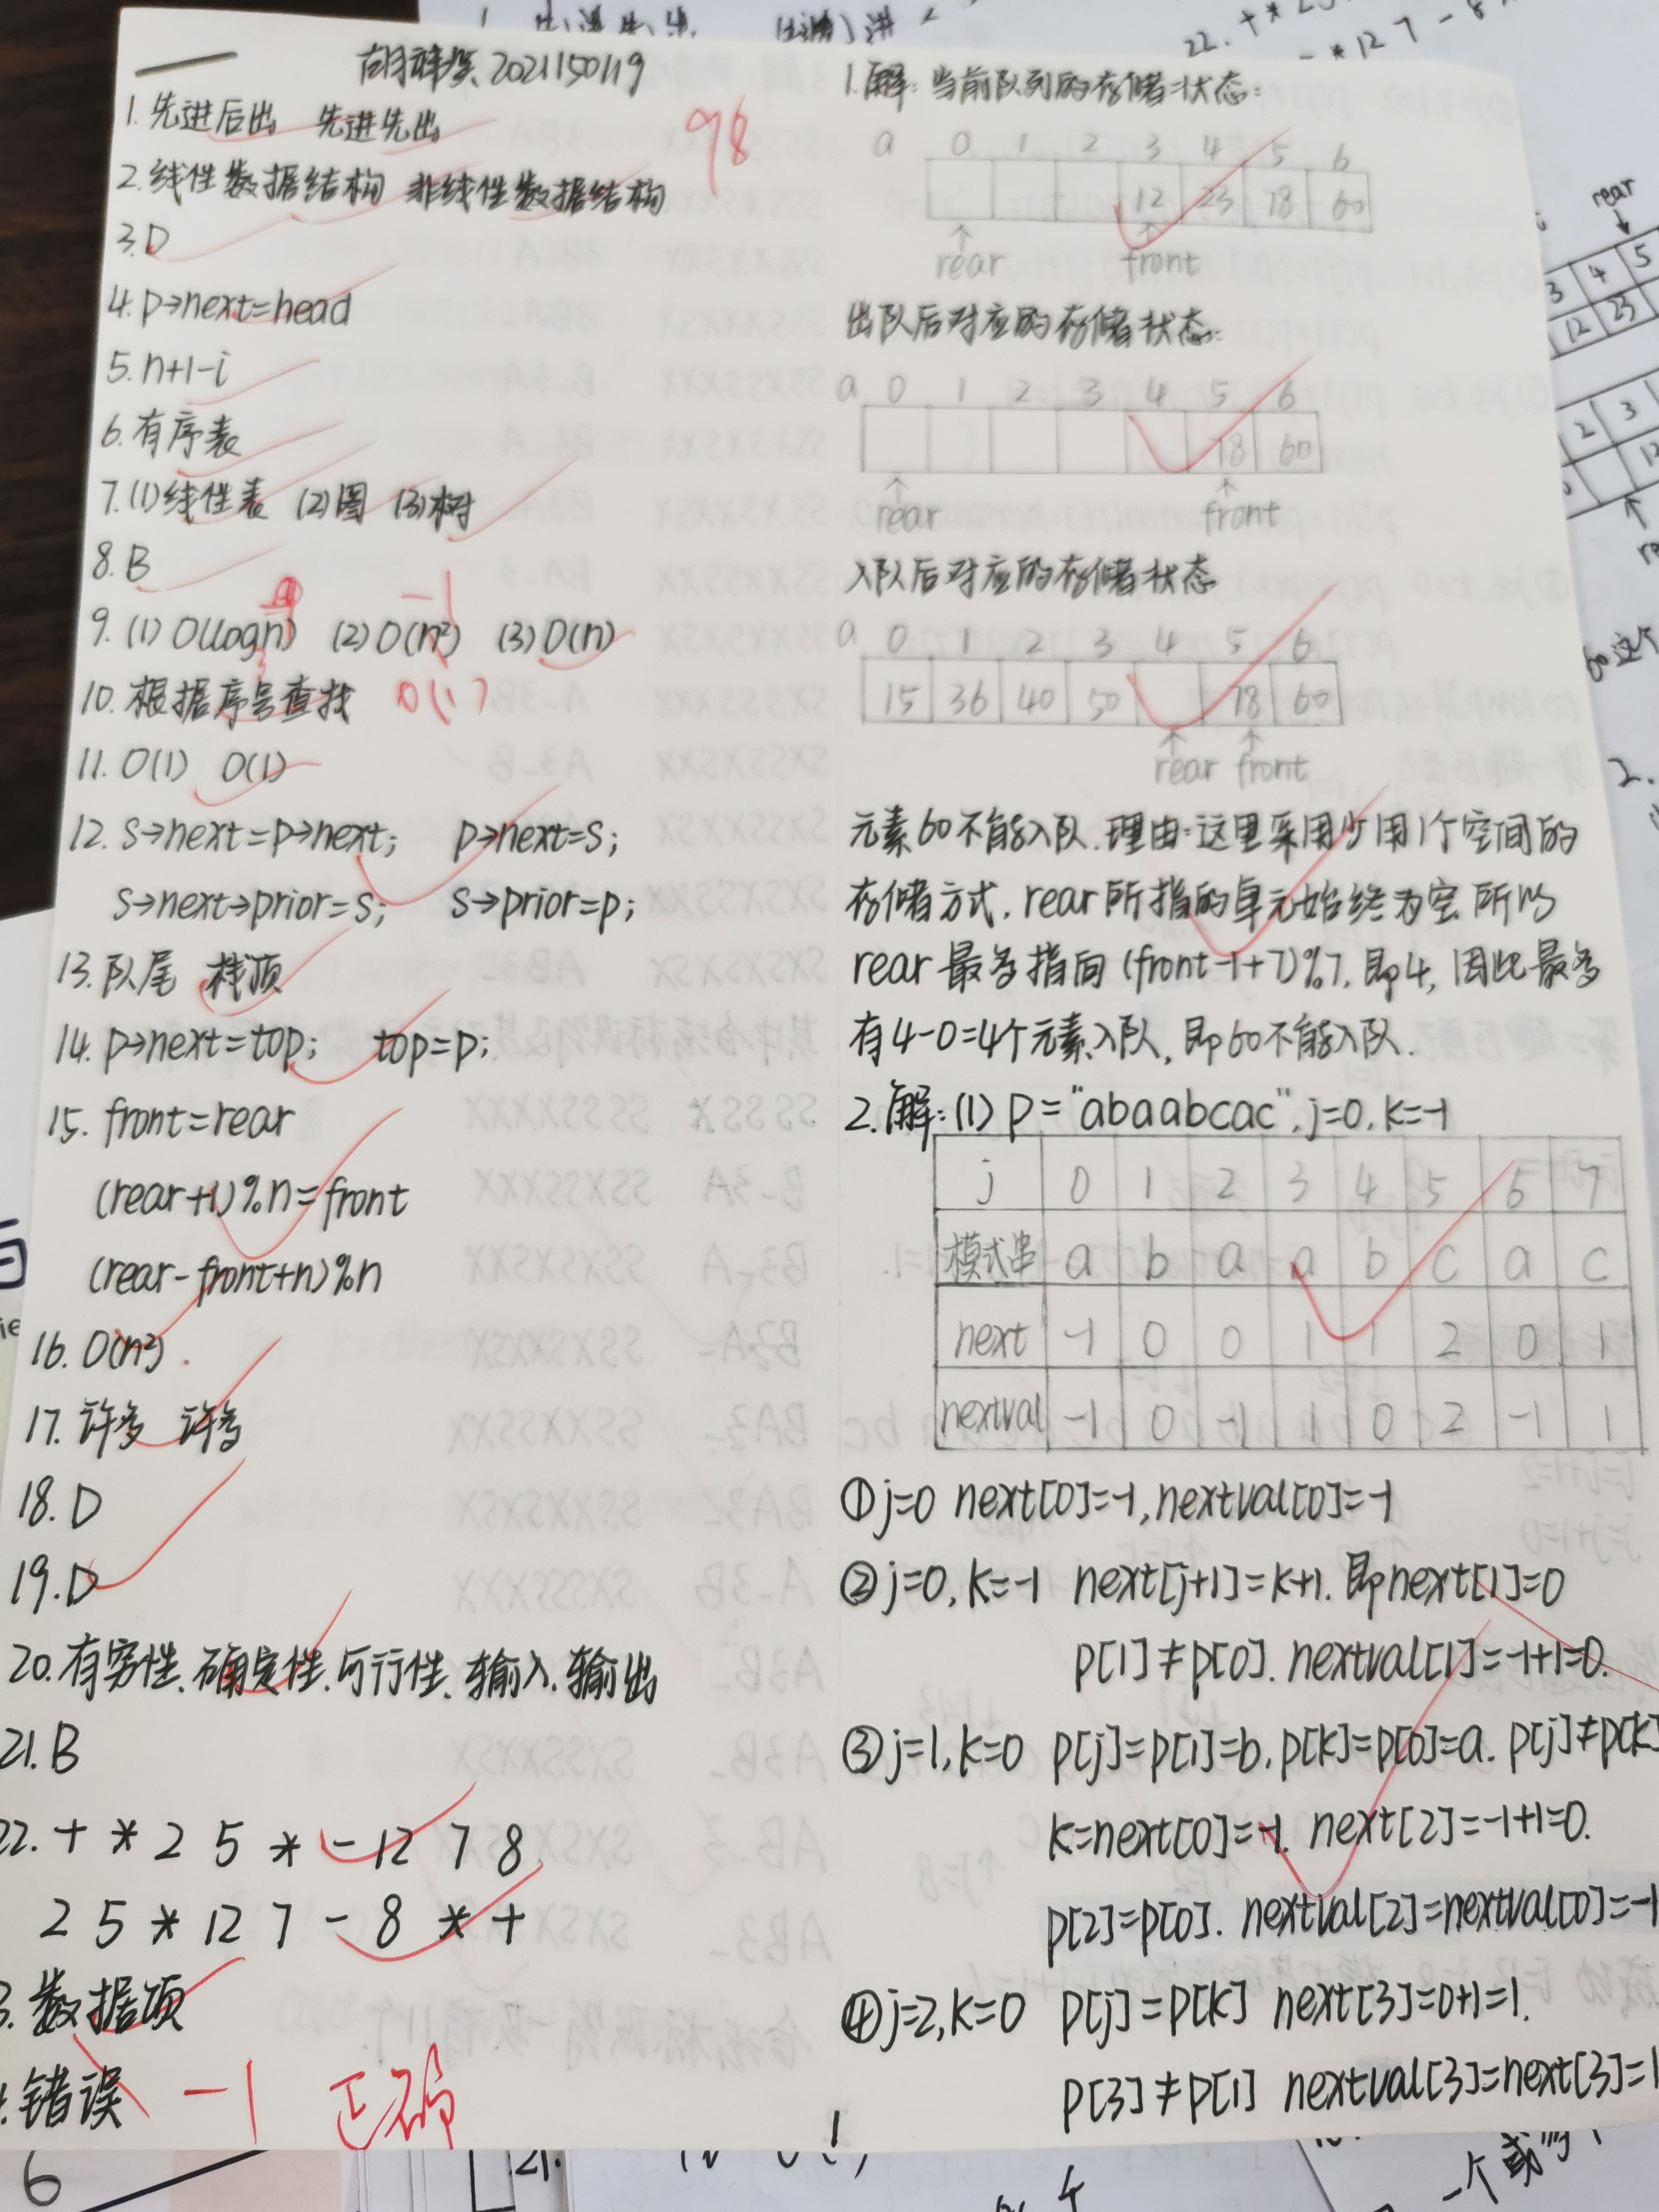 2021150119
98
1. 先进后出 先进先出
2. 线性数据结构 非线性数据结构
3. D
4. p→next=head
5. n+1-i
6. 有序表
7. (1)线性表 (2)图 (3)树
8. B
-1
9. (1) O(logn) (2) O(n²) (3) O(n)
10. 根据序号查找 O(1)
11. O(1) O(1)
12. s→next=p→next; p→next=s;
s→next→prior=s; s→prior=p;
13. 队尾 栈顶
14. p→next=top; top=p;
15. front=rear
(rear+1)%n=front
(rear-front+n)%n
16. O(n²).
17. 许多 许多
18. D
19. D
20. 有穷性、确定性、可行性、输入、输出
21. B
22. + * 2 5 * - 12 7 8
2 5 * 12 7 - 8 * +
3. 数据项
错误 -1 正确
1. 解: 当前队列的存储状态:
a 0 1 2 3 4 5 6
12 23 78 60
rear front
出队后对应的存储状态:
a 0 1 2 3 4 5 6
78 60
rear front
入队后对应的存储状态
a 0 1 2 3 4 5 6
15 36 40 50 78 60
rear front
元素60不能入队.理由:这里采用少用1个空间的
存储方式, rear所指的单元始终为空.所以
rear最多指向(front-1+7)%7,即4,因此最多
有4-0=4个元素入队,即60不能入队.
2. 解: (1) p="abaabcac", j=0, k=-1
j 0 1 2 3 4 5 6 7
模式串 a b a a b c a c
next -1 0 0 1 1 2 0 1
nextval -1 0 -1 1 0 2 -1 1
① j=0 next[0]=-1, nextval[0]=-1
② j=0, k=-1 next[j+1]=k+1. 即next[1]=0
p[1]≠p[0]. nextval[1]=-1+1=0.
③ j=1, k=0 p[j]=p[1]=b, p[k]=p[0]=a. p[j]≠p[k]
k=next[0]=-1. next[2]=-1+1=0.
p[2]=p[0]. nextval[2]=nextval[0]=-1
④ j=2, k=0 p[j]=p[k] next[3]=0+1=1.
p[3]≠p[1] nextval[3]=next[3]=1
1
rear
3 4 5
12 23
2 3
2.
6
21.
一个或